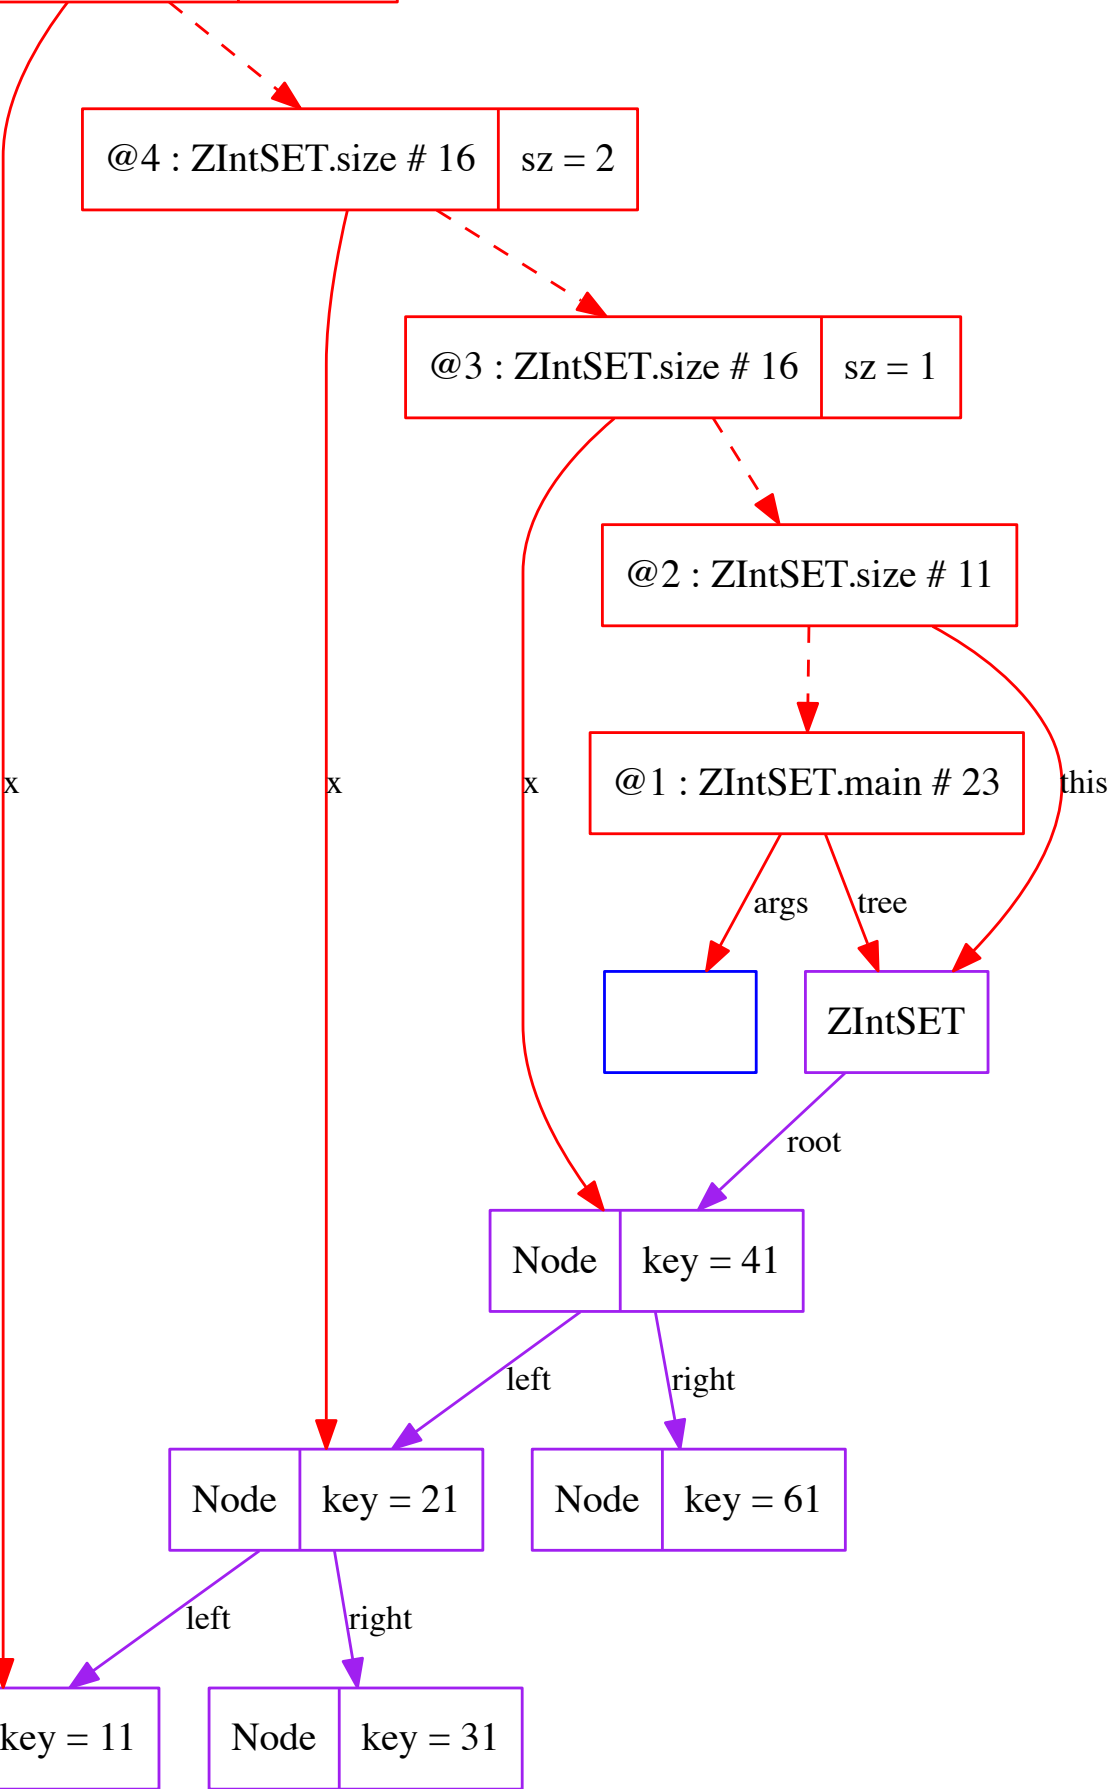 @4 : ZIntSET.size # 16 sz = 2
@3 : ZIntSET.size # 16 sz = 1
@2 : ZIntSET.size # 11
@1 : ZIntSET.main # 23
x
x
x
this
args
tree
ZIntSET
root
Node key = 41
left
right
Node key = 21
Node key = 61
left
right
key = 11
Node key = 31